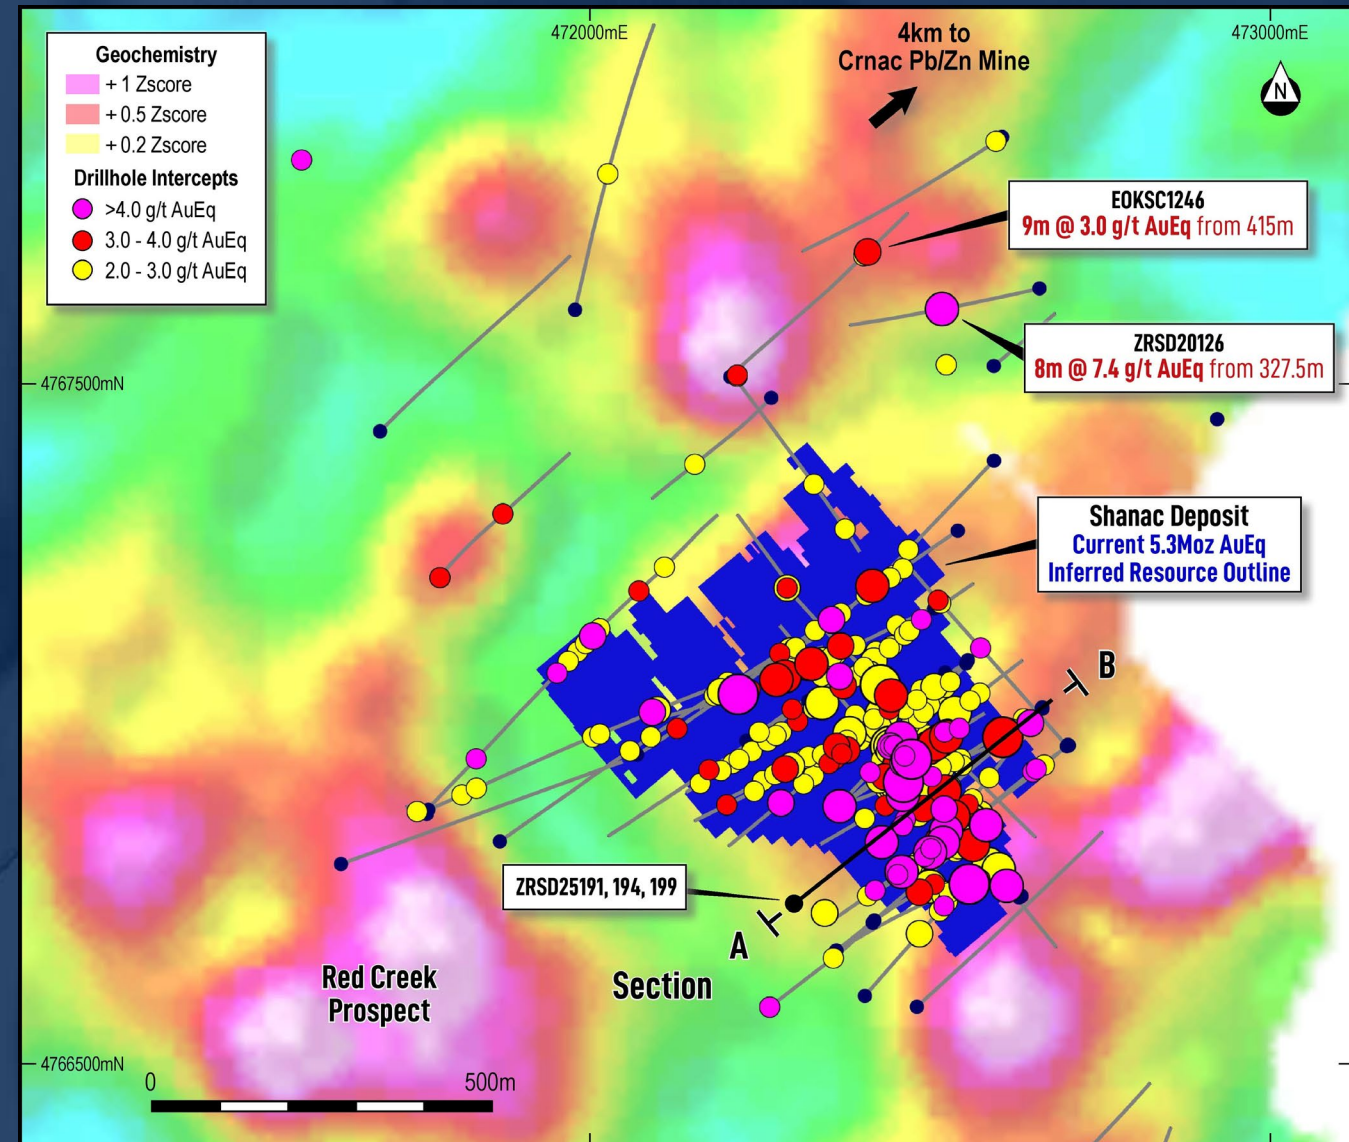 472000mE
4km to
Crnac Pb/Zn Mine
473000mE
N
Geochemistry
+ 1 Zscore
+ 0.5 Zscore
+ 0.2 Zscore
Drillhole Intercepts
>4.0 g/t AuEq
3.0 - 4.0 g/t AuEq
2.0 - 3.0 g/t AuEq
EOKSC1246
9m @ 3.0 g/t AuEq from 415m
ZRSD20126
8m @ 7.4 g/t AuEq from 327.5m
4767500mN
Shanac Deposit
Current 5.3Moz AuEq
Inferred Resource Outline
B
ZRSD25191, 194, 199
A
Section
Red Creek
Prospect
4766500mN
0
500m